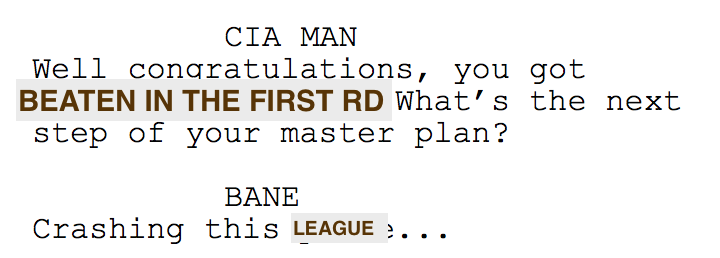 CIA MAN
Well congratulations, you got
BEATEN IN THE FIRST RD What's the next
step of your master plan?
BANE
Crashing this LEAGUE e...